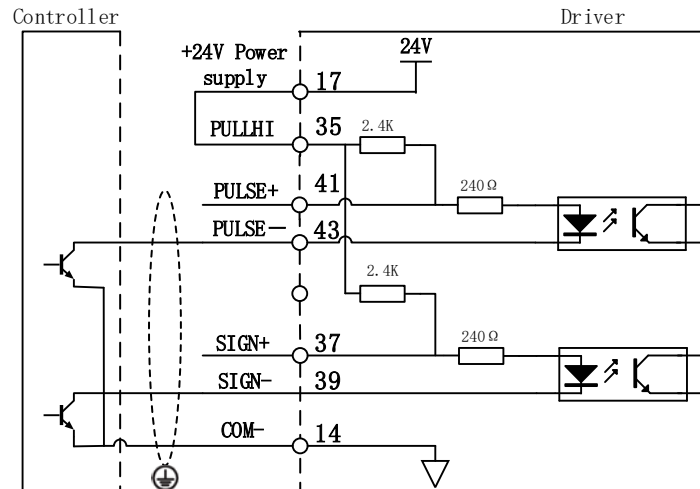 Controller
Driver
+24V Power
supply
24V
17
PULLHI
35
2.4K
PULSE+
41
240Ω
PULSE—
43
2.4K
SIGN+
37
240Ω
SIGN-
39
COM-
14